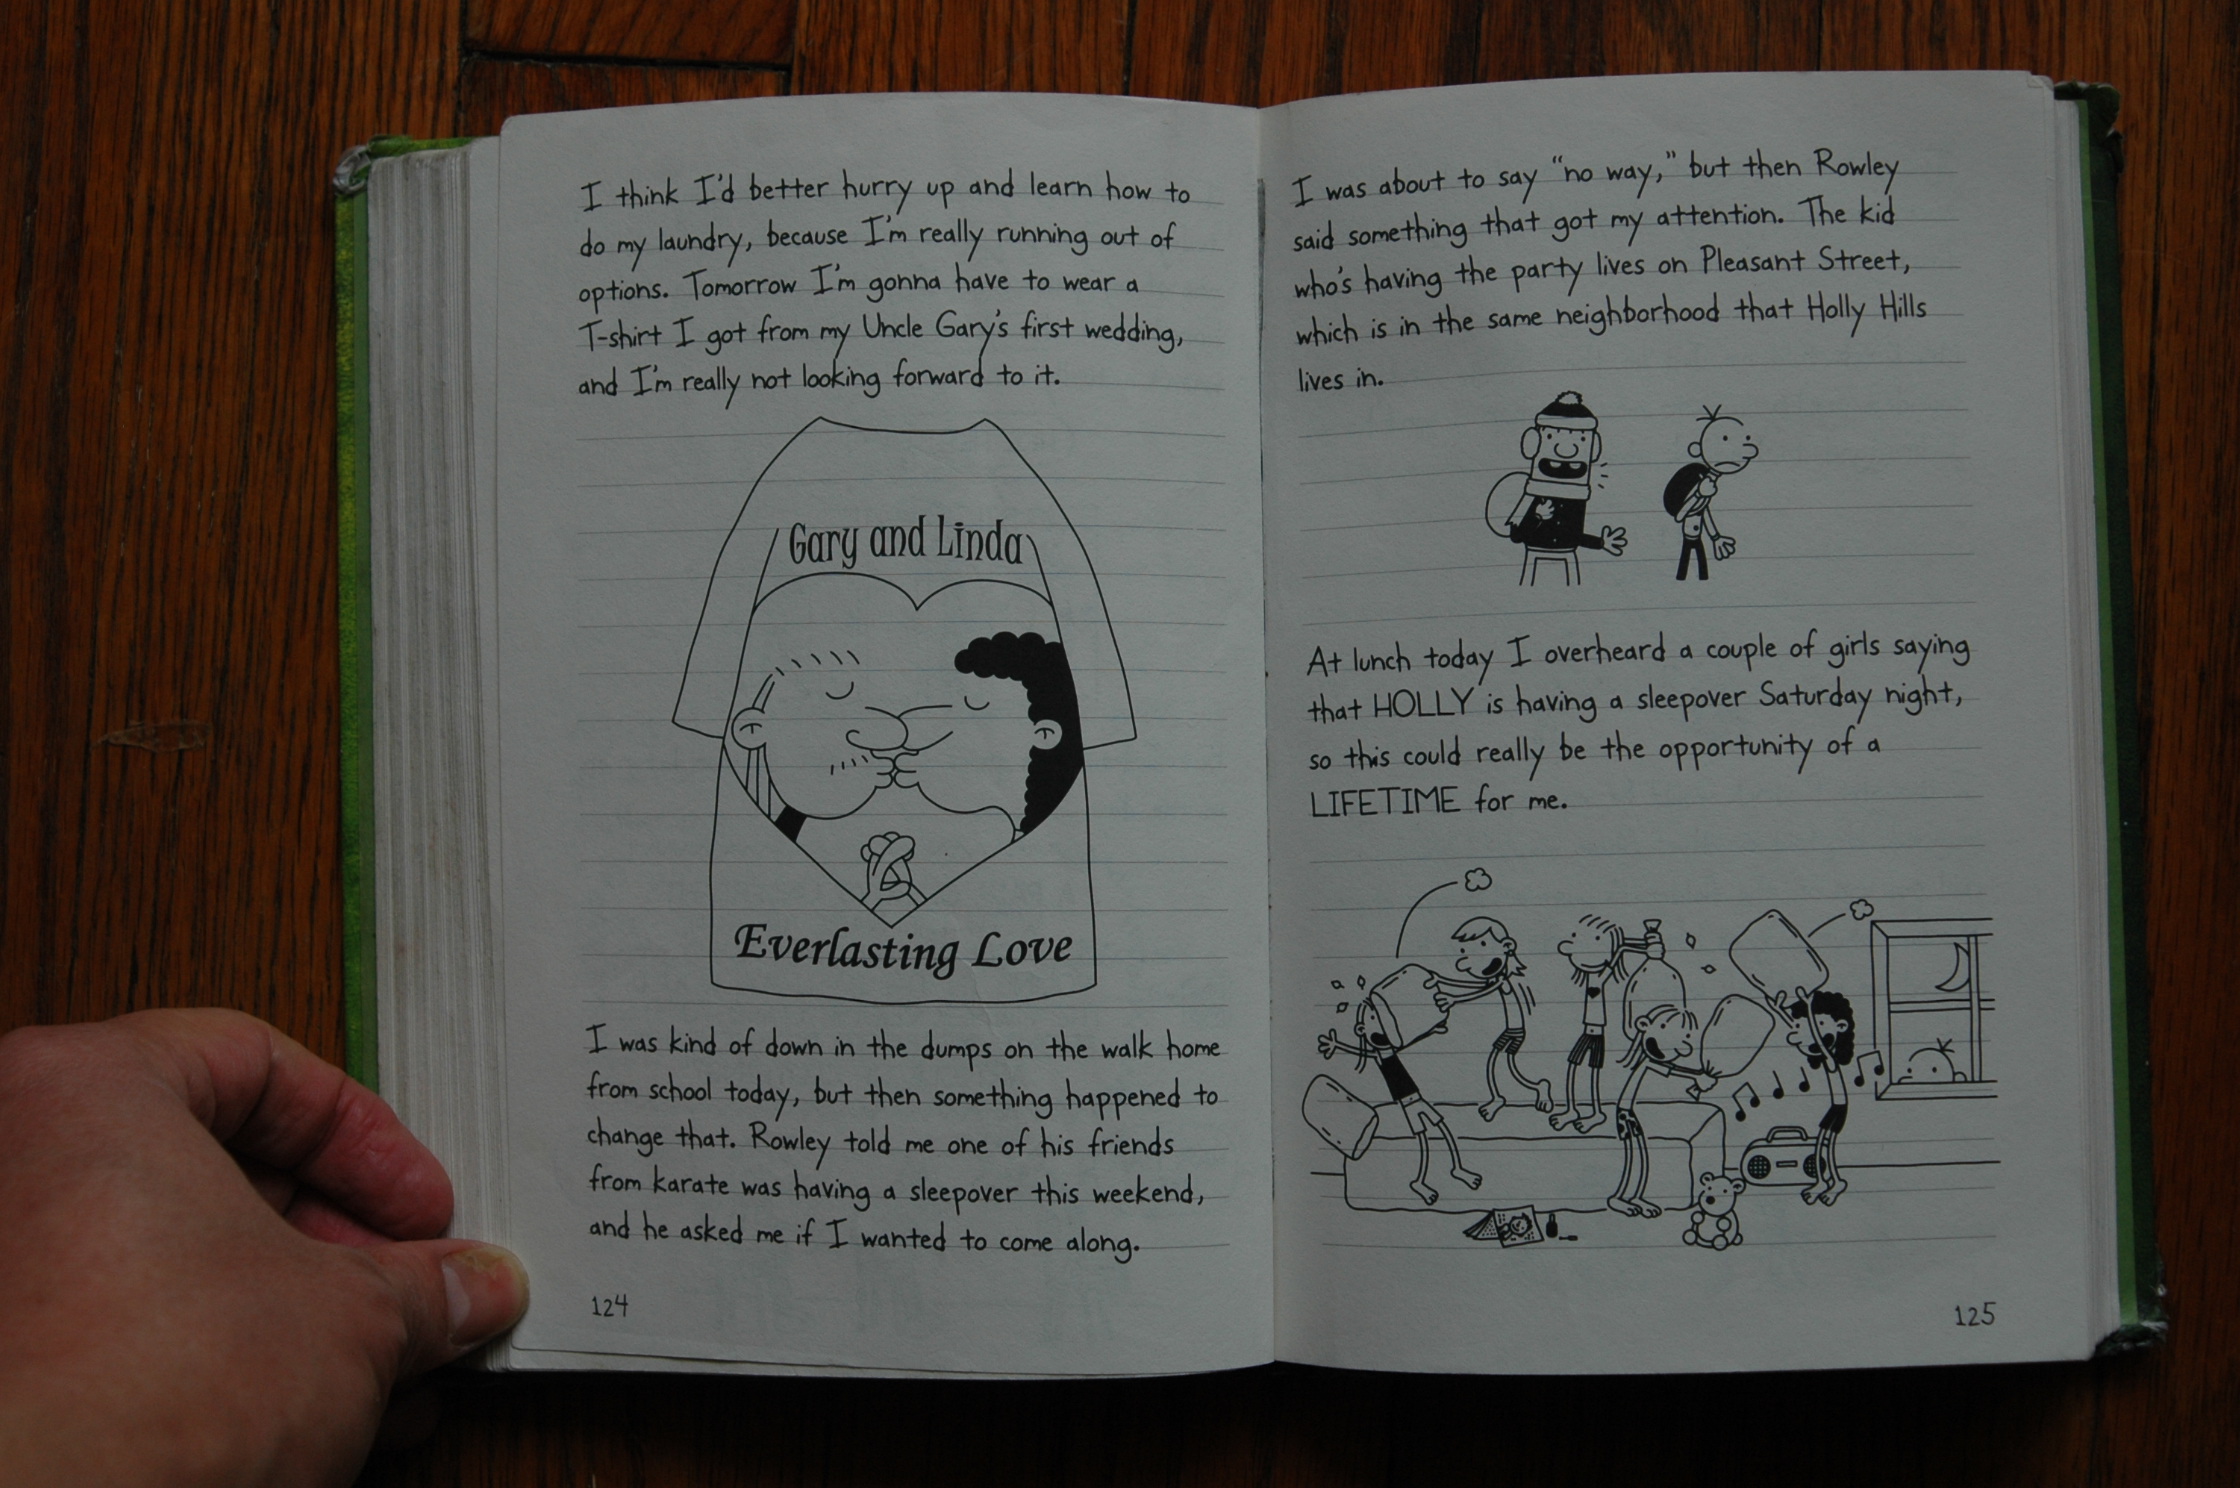 I think I'd better hurry up and learn how to
do my laundry, because I'm really running out of
options. Tomorrow I'm gonna have to wear a
T-shirt I got from my Uncle Gary's first wedding,
and I'm really not looking forward to it.
Gary and Linda
Everlasting Love
I was kind of down in the dumps on the walk home
from school today, but then something happened to
change that. Rowley told me one of his friends
from karate was having a sleepover this weekend,
and he asked me if I wanted to come along.
124
I was about to say "no way," but then Rowley
said something that got my attention. The kid
who's having the party lives on Pleasant Street,
which is in the same neighborhood that Holly Hills
lives in.
At lunch today I overheard a couple of girls saying
that HOLLY is having a sleepover Saturday night,
so this could really be the opportunity of a
LIFETIME for me.
125